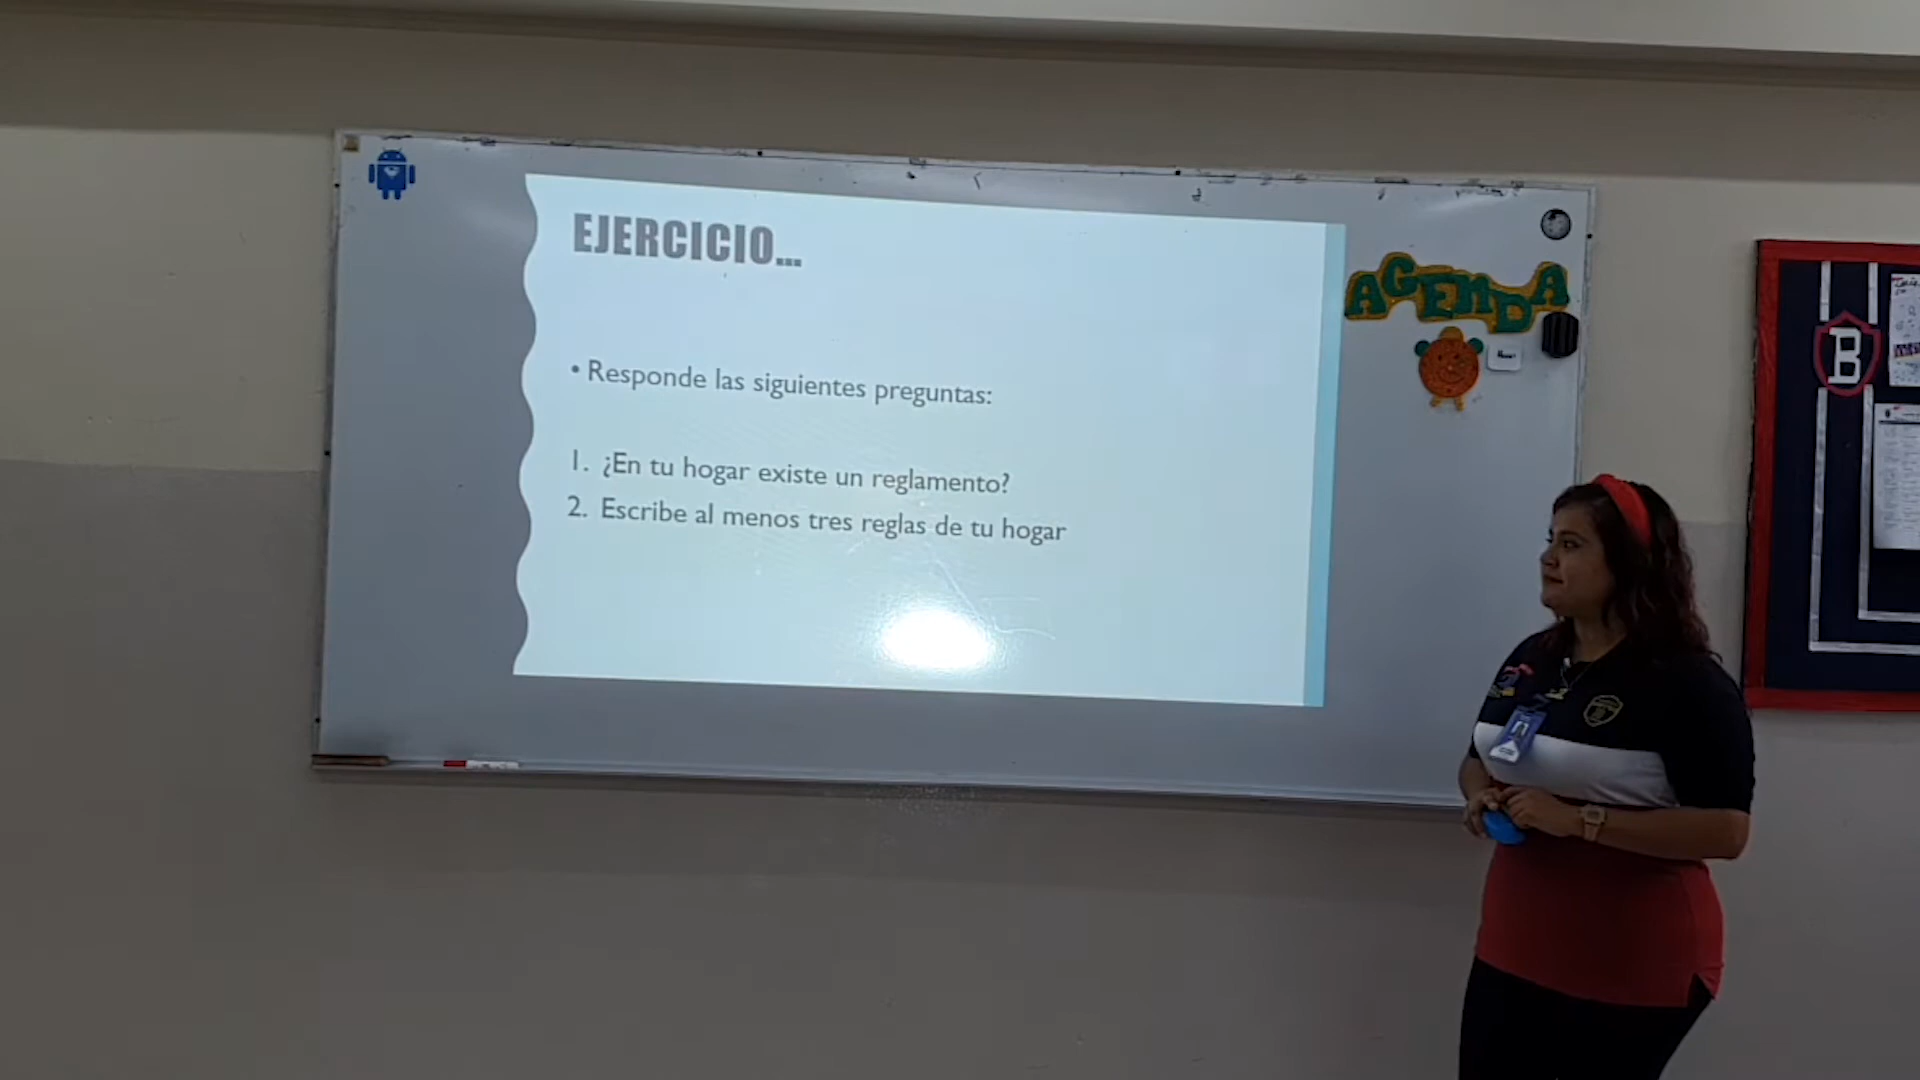 EJERCICIO...
• Responde las siguientes preguntas:
1. ¿En tu hogar existe un reglamento?
2. Escribe al menos tres reglas de tu hogar
AGENDA
B